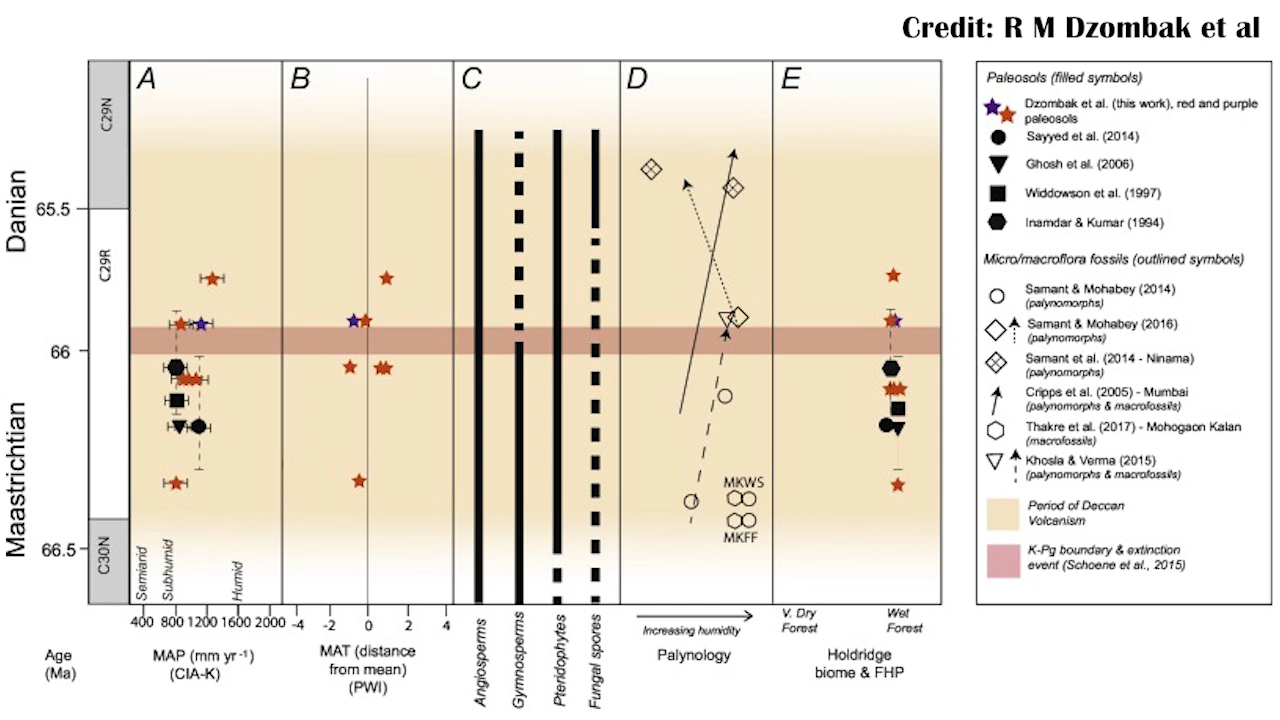 Credit: R M Dzombak et al
A
B
C
D
E
C29N
C29R
C30N
Danian
Maastrichtian
65.5
66
66.5
Semiarid
Subhumid
Humid
MKWS
MKFF
400 800 1200 1600 2000
-4 -2 0 2 4
Age
(Ma)
MAP (mm yr -1)
(CIA-K)
MAT (distance
from mean)
(PWI)
Angiosperms
Gymnosperms
Pteridophytes
Fungal spores
Increasing humidity
Palynology
V. Dry
Forest
Wet
Forest
Holdridge
biome & FHP
Paleosols (filled symbols)
Dzombak et al. (this work), red and purple
paleosols
Sayyed et al. (2014)
Ghosh et al. (2006)
Widdowson et al. (1997)
Inamdar & Kumar (1994)
Micro/macroflora fossils (outlined symbols)
Samant & Mohabey (2014)
(palynomorphs)
Samant & Mohabey (2016)
(palynomorphs)
Samant et al. (2014 - Ninama)
(palynomorphs)
Cripps et al. (2005) - Mumbai
(palynomorphs & macrofossils)
Thakre et al. (2017) - Mohogaon Kalan
(macrofossils)
Khosla & Verma (2015)
(palynomorphs & macrofossils)
Period of Deccan
Volcanism
K-Pg boundary & extinction
event (Schoene et al., 2015)